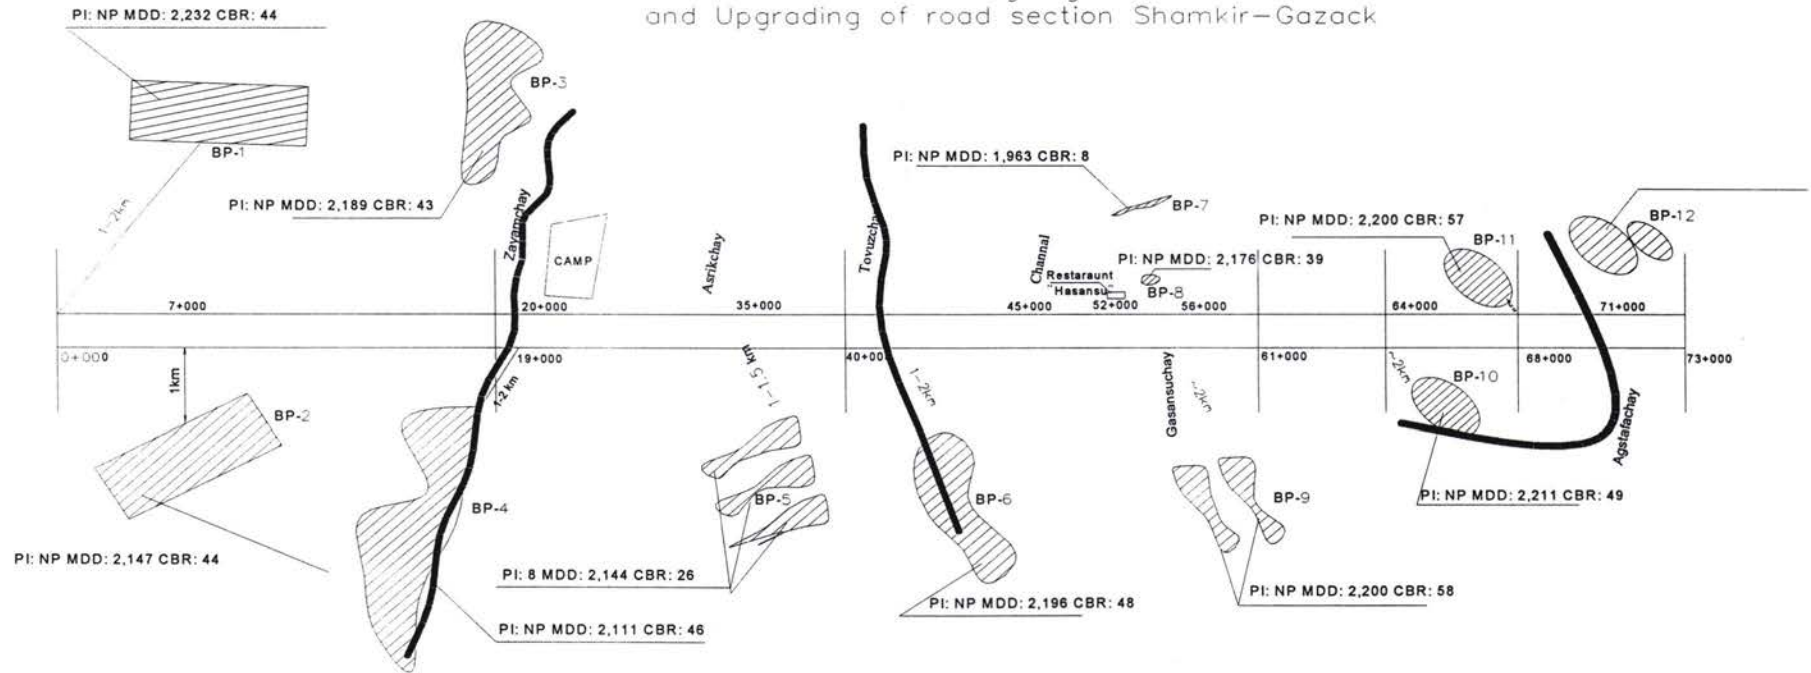 and Upgrading of road section Shamkir-Gazack
PI: NP MDD: 2,232 CBR: 44
BP-1
1-2km
BP-3
PI: NP MDD: 2,189 CBR: 43
Zayamchay
CAMP
Asrikchay
Tovuzchay
PI: NP MDD: 1,963 CBR: 8
BP-7
Channal
Restaraunt
"Hasansu"
PI: NP MDD: 2,176 CBR: 39
BP-8
PI: NP MDD: 2,200 CBR: 57
BP-11
BP-12
7+000
20+000
35+000
45+000
52+000
56+000
64+000
71+000
0+000
19+000
40+000
61+000
68+000
73+000
1km
BP-2
PI: NP MDD: 2,147 CBR: 44
1-2 km
BP-4
PI: NP MDD: 2,111 CBR: 46
1-1.5 km
BP-5
PI: 8 MDD: 2,144 CBR: 26
1-2km
BP-6
PI: NP MDD: 2,196 CBR: 48
Gasansuchay
~2km
BP-9
PI: NP MDD: 2,200 CBR: 58
~2km
BP-10
PI: NP MDD: 2,211 CBR: 49
Agstafachay